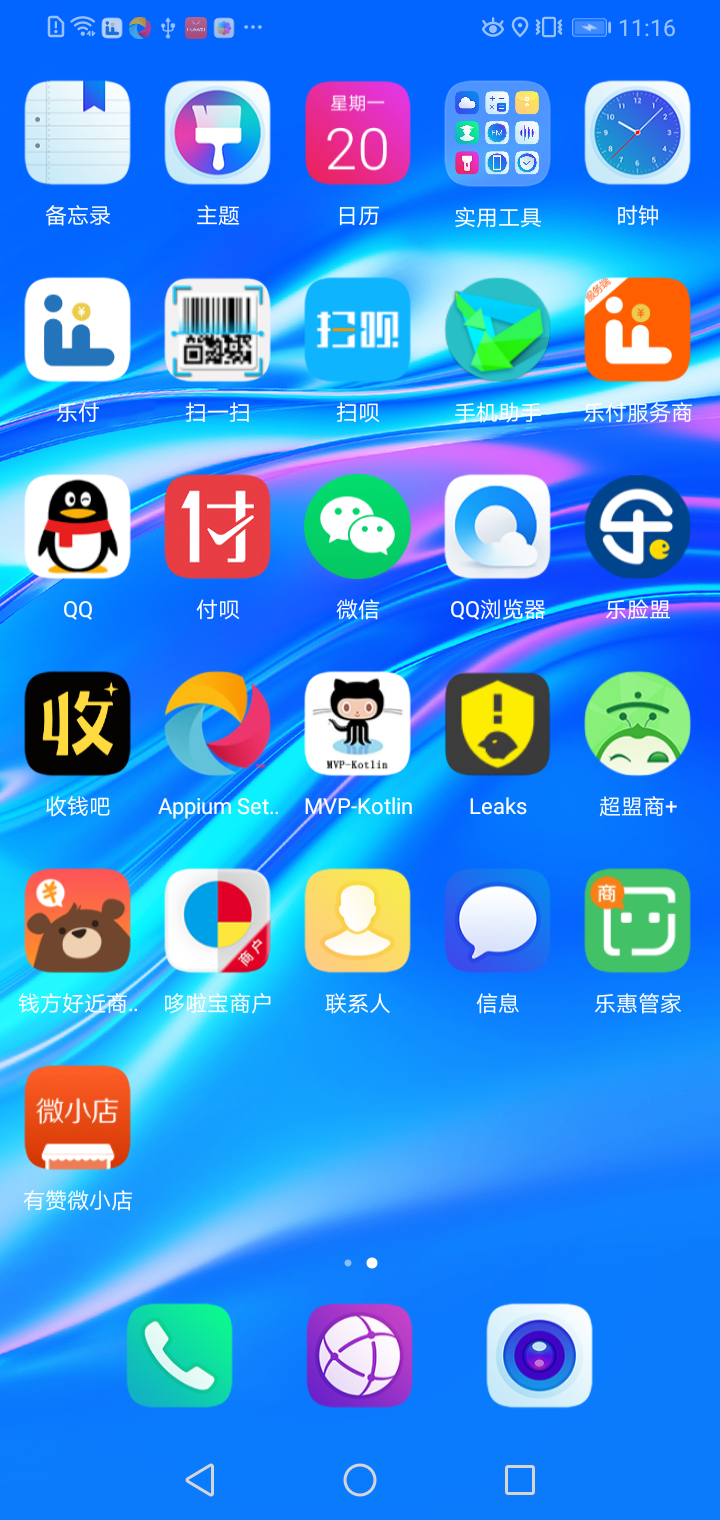 11:16
星期一
20
备忘录
主题
日历
实用工具
时钟
服务端
乐付
扫一扫
扫呗
扫呗
手机助手
乐付服务商
付
QQ
付呗
微信
QQ浏览器
乐脸盟
收
MVP-Kotlin
收钱吧
Appium Set..
MVP-Kotlin
Leaks
超盟商+
商户
商
钱方好近商..
哆啦宝商户
联系人
信息
乐惠管家
微小店
有赞微小店